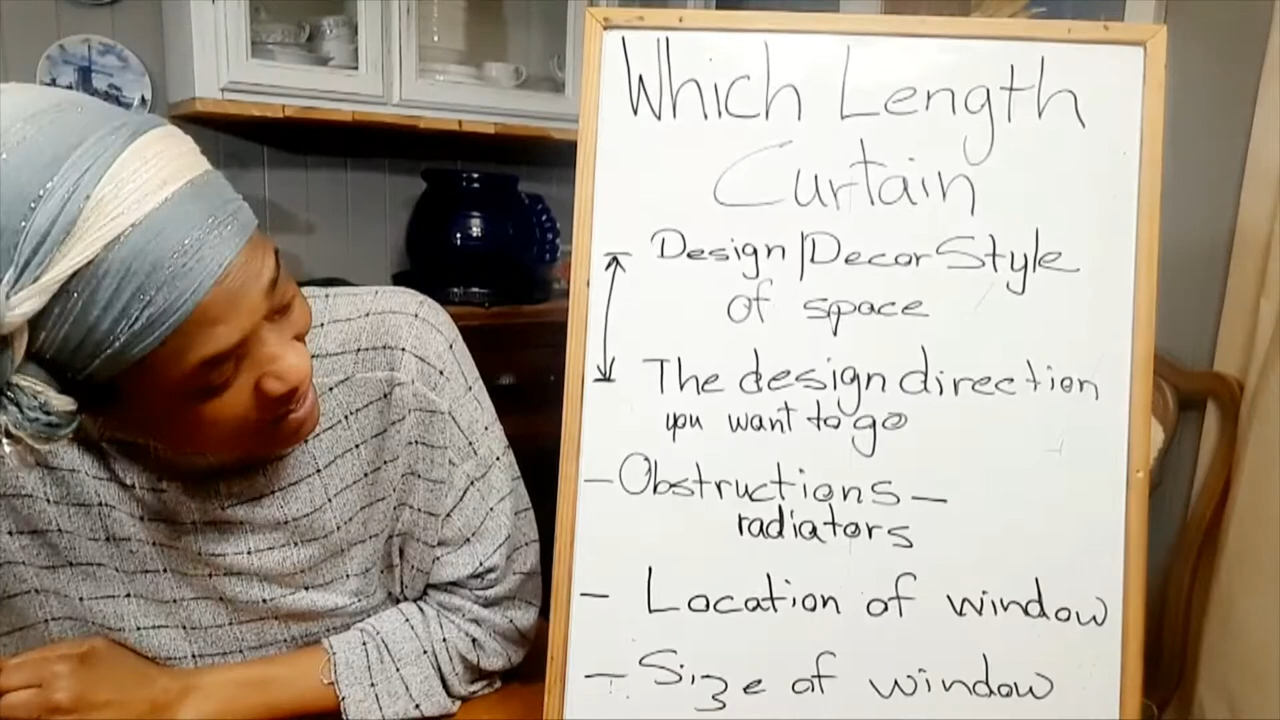 Which Length
Curtain
- Design/Decor Style
of space
- The design direction
you want to go
- Obstructions -
radiators
- Location of window
- Size of window